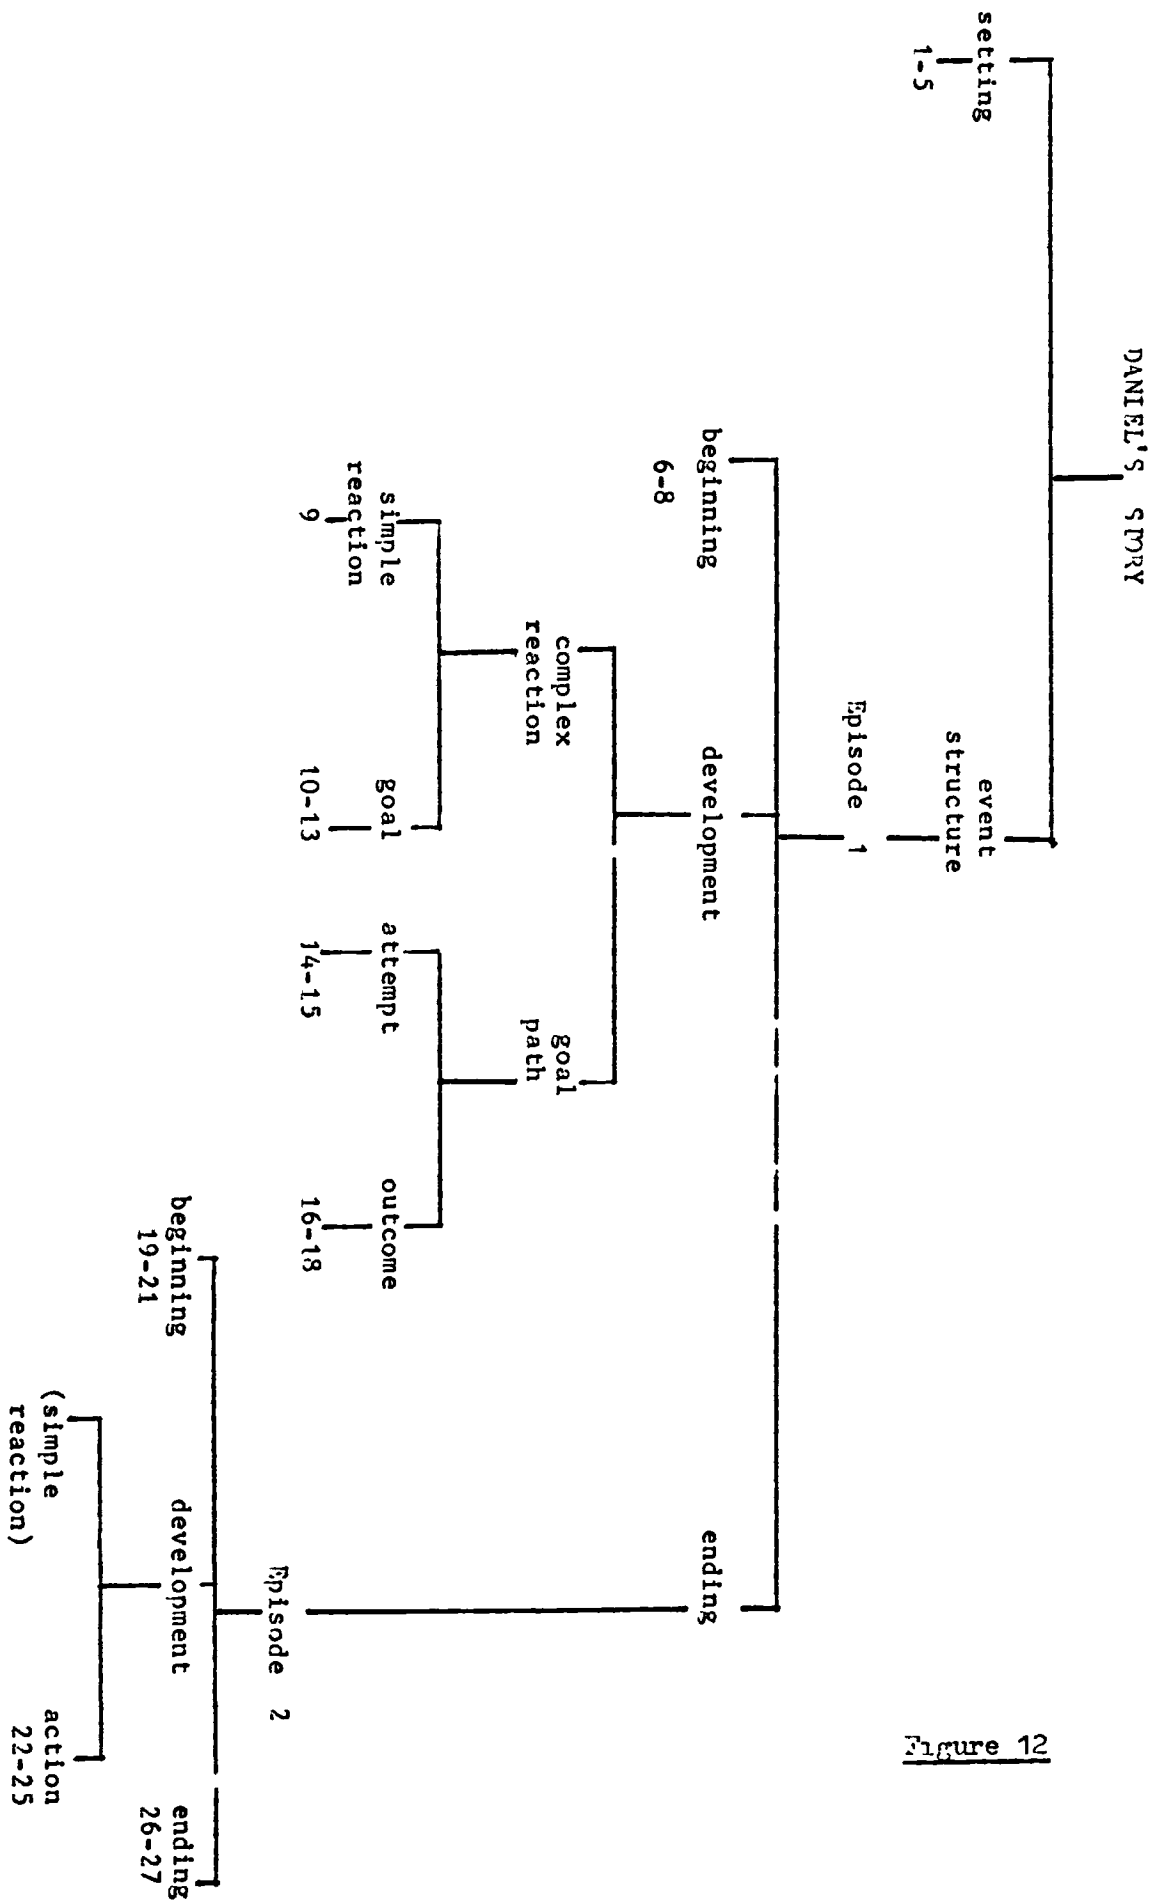 DANIEL'S STORY
setting
1-5
event
structure
Episode 1
beginning
6-8
development
ending
complex
reaction
goal
path
simple
reaction
9
goal
10-13
attempt
14-15
outcome
16-18
Episode 2
beginning
19-21
development
ending
26-27
(simple
reaction)
action
22-25
Figure 12